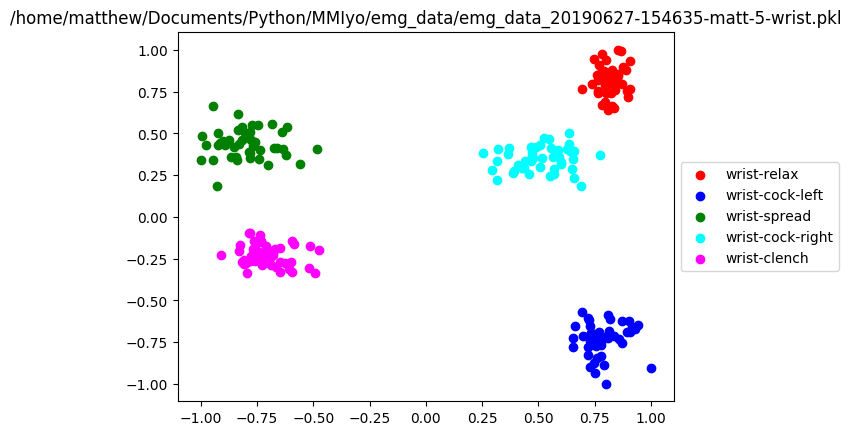 /home/matthew/Documents/Python/MMIyo/emg_data/emg_data_20190627-154635-matt-5-wrist.pkl
1.00
0.75
0.50
0.25
0.00
−0.25
−0.50
−0.75
−1.00
−1.00 −0.75 −0.50 −0.25 0.00 0.25 0.50 0.75 1.00
wrist-relax
wrist-cock-left
wrist-spread
wrist-cock-right
wrist-clench